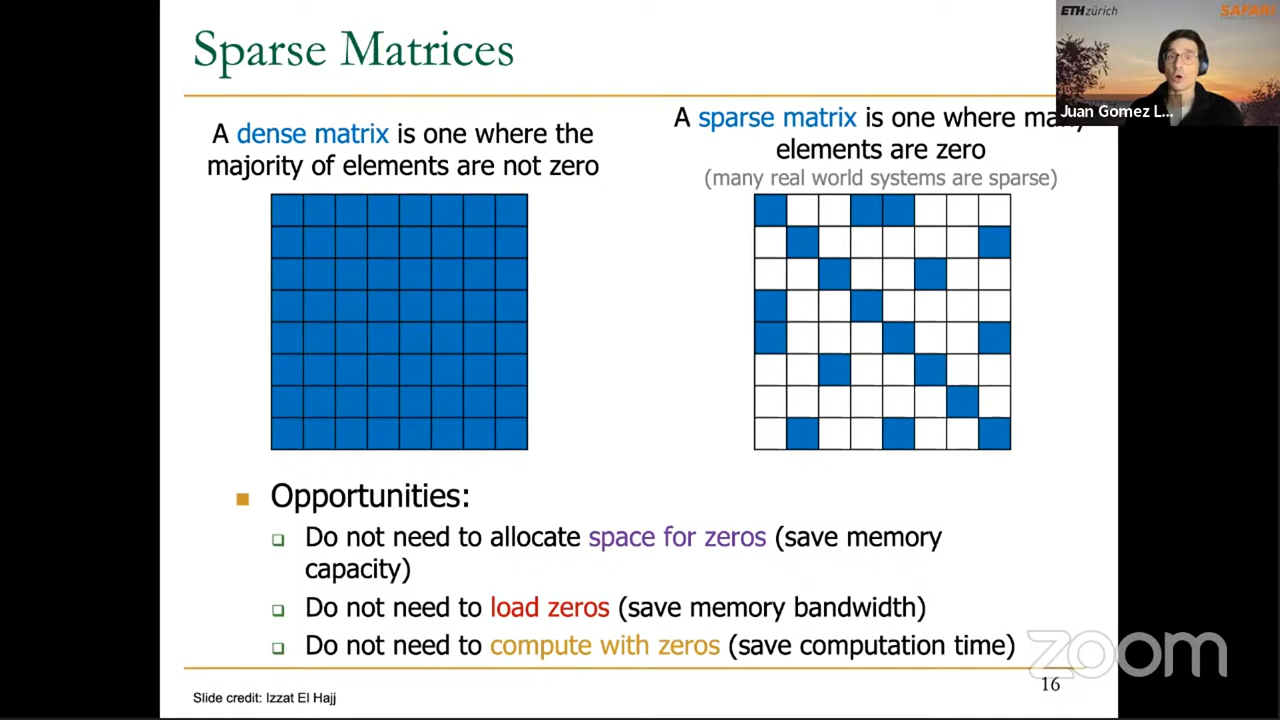 Sparse Matrices
ETH zürich
SAFARI
Juan Gomez L...
A dense matrix is one where the
majority of elements are not zero
A sparse matrix is one where many
elements are zero
(many real world systems are sparse)
Opportunities:
Do not need to allocate space for zeros (save memory
capacity)
Do not need to load zeros (save memory bandwidth)
Do not need to compute with zeros (save computation time)
zoom
16
Slide credit: Izzat El Hajj